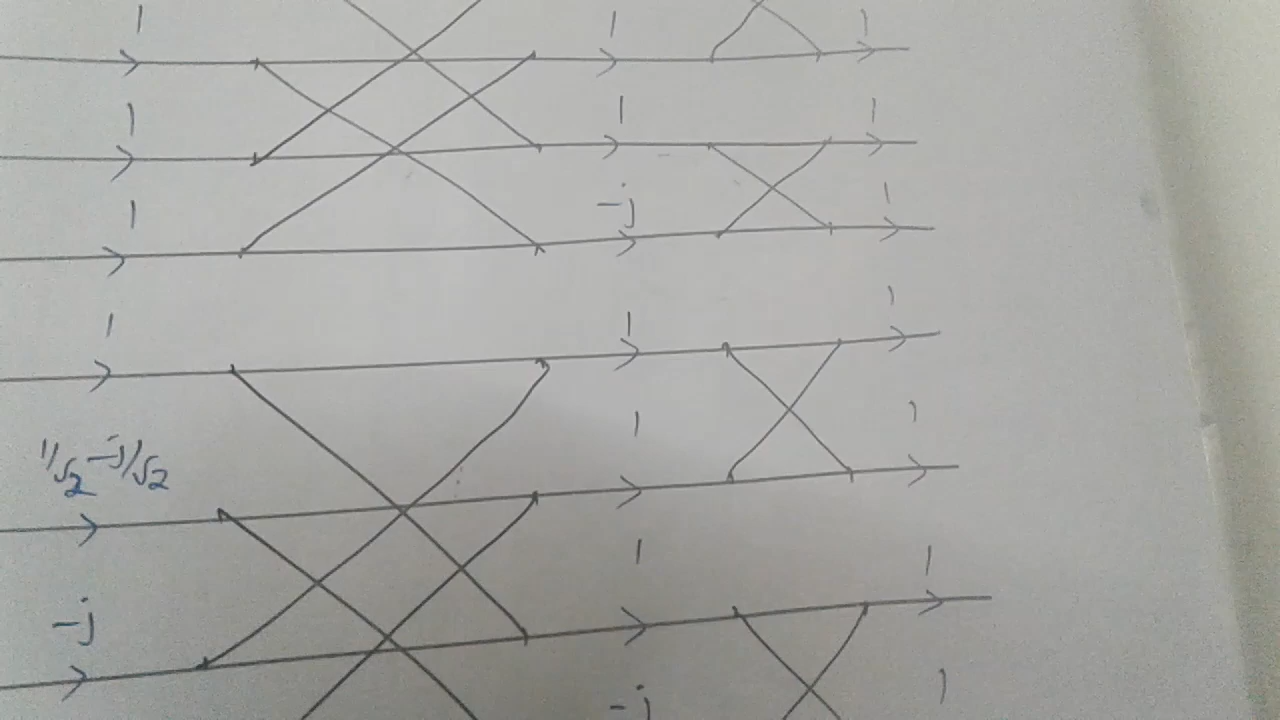 1 1 1
1 1 1
1 -j 1
1 1 1
1/√2 -j/√2 1 1
-j 1 1
-j 1